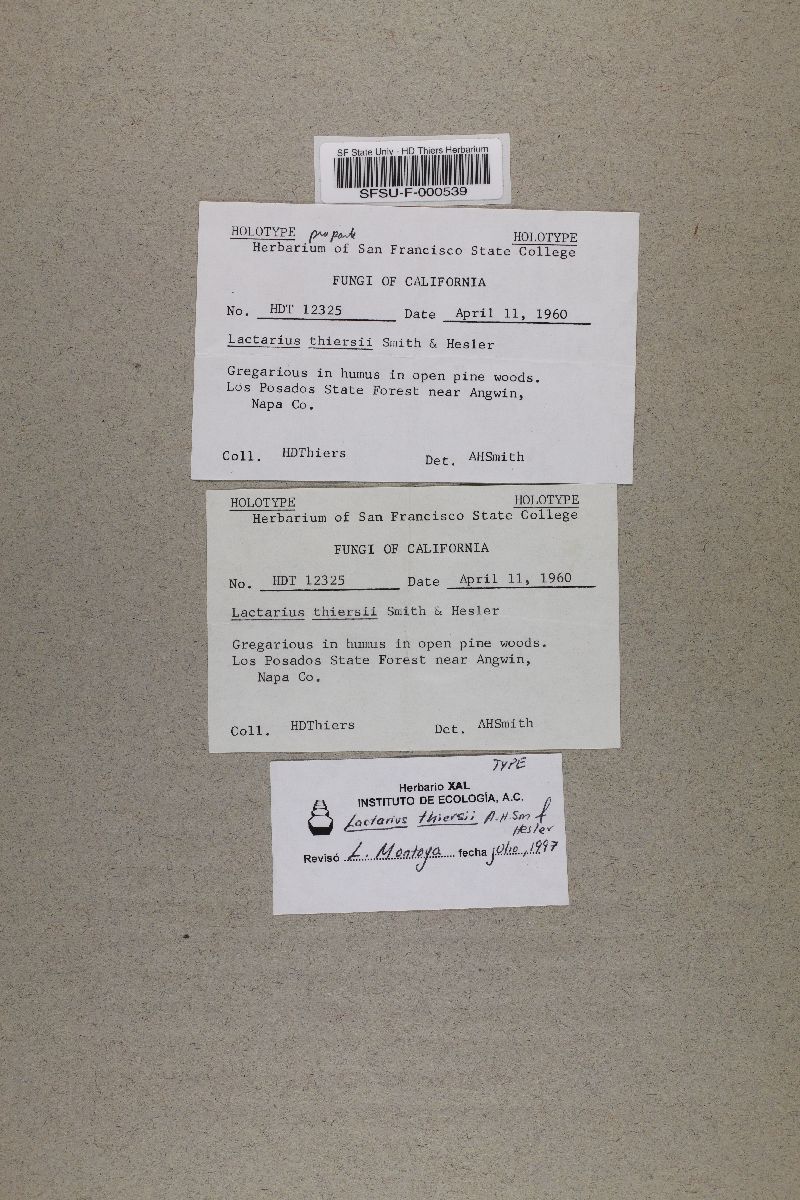 SF State Univ - HD Thiers Herbarium
SFSU-F-000539
HOLOTYPE pro parte HOLOTYPE
Herbarium of San Francisco State College
FUNGI OF CALIFORNIA
No. HDT 12325 Date April 11, 1960
Lactarius thiersii Smith & Hesler
Gregarious in humus in open pine woods.
Los Posados State Forest near Angwin,
Napa Co.
Coll. HDThiers Det. AHSmith
HOLOTYPE HOLOTYPE
Herbarium of San Francisco State College
FUNGI OF CALIFORNIA
No. HDT 12325 Date April 11, 1960
Lactarius thiersii Smith & Hesler
Gregarious in humus in open pine woods.
Los Posados State Forest near Angwin,
Napa Co.
Coll. HDThiers Det. AHSmith
TYPE
Herbario XAL
INSTITUTO DE ECOLOGÍA, A.C.
Lactarius thiersii A.H.Sm &
Hesler
Revisó L. Montoya fecha julio, 1997